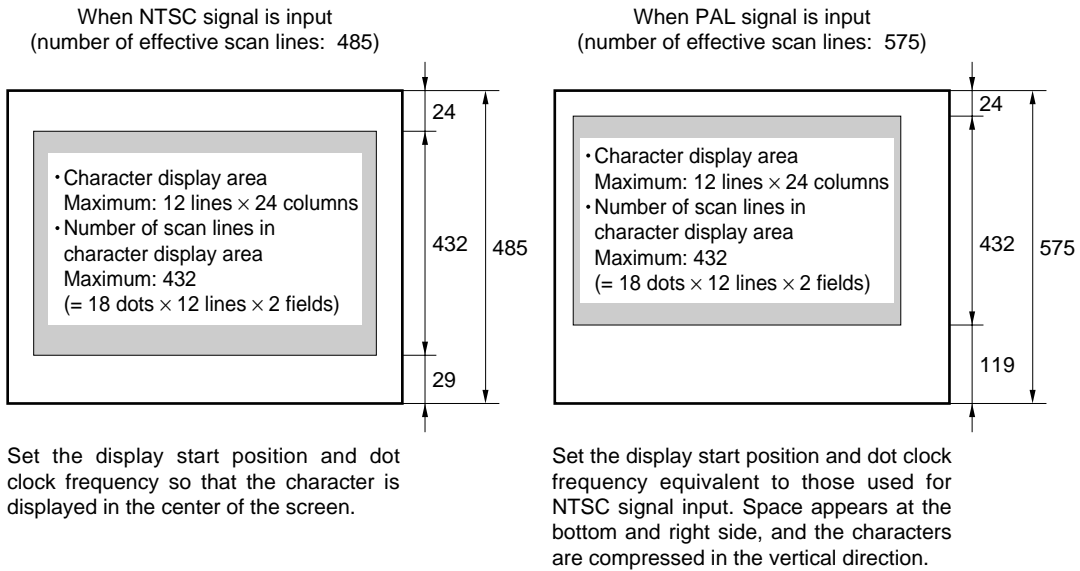 When NTSC signal is input
(number of effective scan lines:  485)
24
・Character display area
Maximum: 12 lines × 24 columns
・Number of scan lines in
character display area
Maximum: 432
(= 18 dots × 12 lines × 2 fields)
432
485
29
Set the display start position and dot
clock frequency so that the character is
displayed in the center of the screen.
When PAL signal is input
(number of effective scan lines:  575)
24
・Character display area
Maximum: 12 lines × 24 columns
・Number of scan lines in
character display area
Maximum: 432
(= 18 dots × 12 lines × 2 fields)
432
575
119
Set the display start position and dot clock
frequency equivalent to those used for
NTSC signal input. Space appears at the
bottom and right side, and the characters
are compressed in the vertical direction.